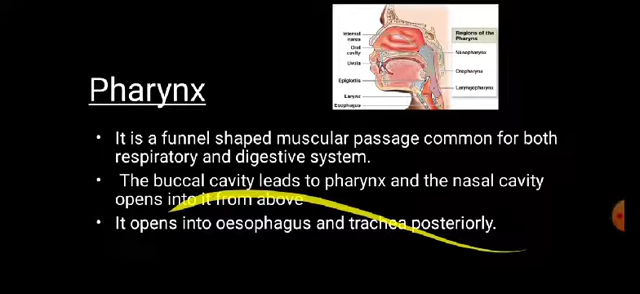 Internal nares
Oral cavity
Uvula
Epiglottis
Larynx
Esophagus
Regions of the Pharynx
Nasopharynx
Oropharynx
Laryngopharynx
Pharynx
• It is a funnel shaped muscular passage common for both
respiratory and digestive system.
• The buccal cavity leads to pharynx and the nasal cavity
opens into it from above
• It opens into oesophagus and trachea posteriorly.